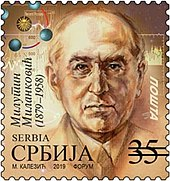 Милутин
Миланковић
(1879–1958)
ПОШТА
SERBIA
СРБИЈА
35
М. КАЛЕЗИЋ 2019 ФОРУМ